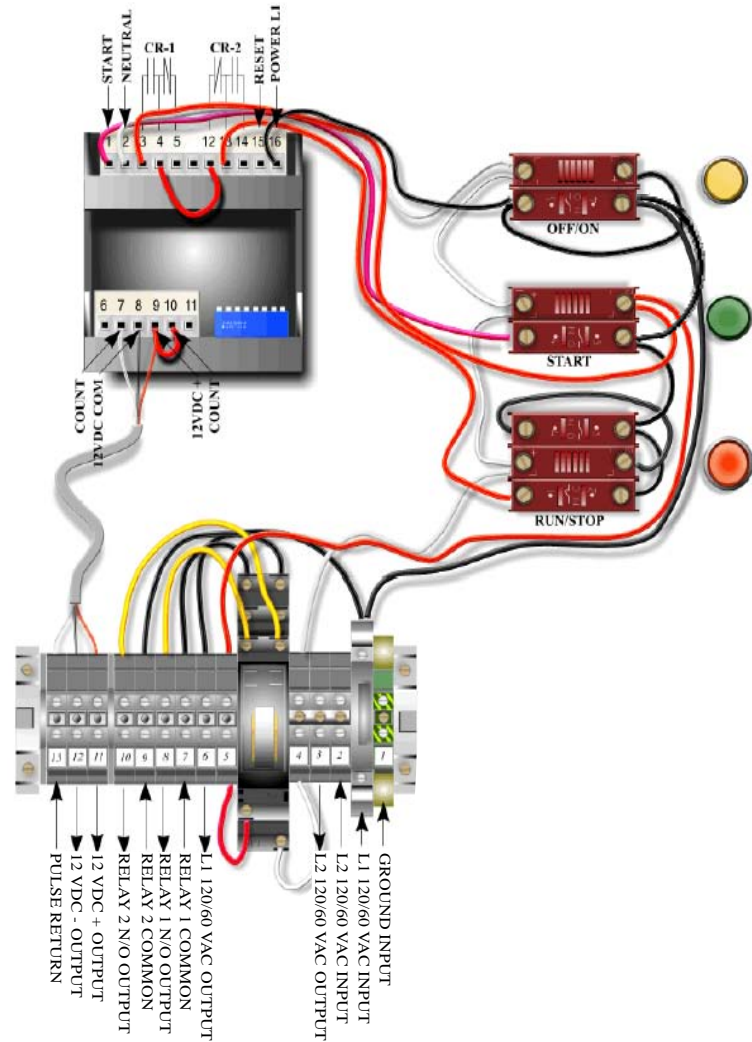 START
NEUTRAL
CR-1
CR-2
RESET
POWER L1
1 2 3 4 5 12 13 14 15 16
6 7 8 9 10 11
COUNT
12VDC COM
12VDC +
COUNT
OFF/ON
START
RUN/STOP
13 12 11 10 9 8 7 6 5 4 3 2 1
PULSE RETURN
12 VDC - OUTPUT
12 VDC + OUTPUT
RELAY 2 N/O OUTPUT
RELAY 2 COMMON
RELAY 1 N/O OUTPUT
RELAY 1 COMMON
L1 120/60 VAC OUTPUT
L2 120/60 VAC OUTPUT
L2 120/60 VAC INPUT
L1 120/60 VAC INPUT
GROUND INPUT